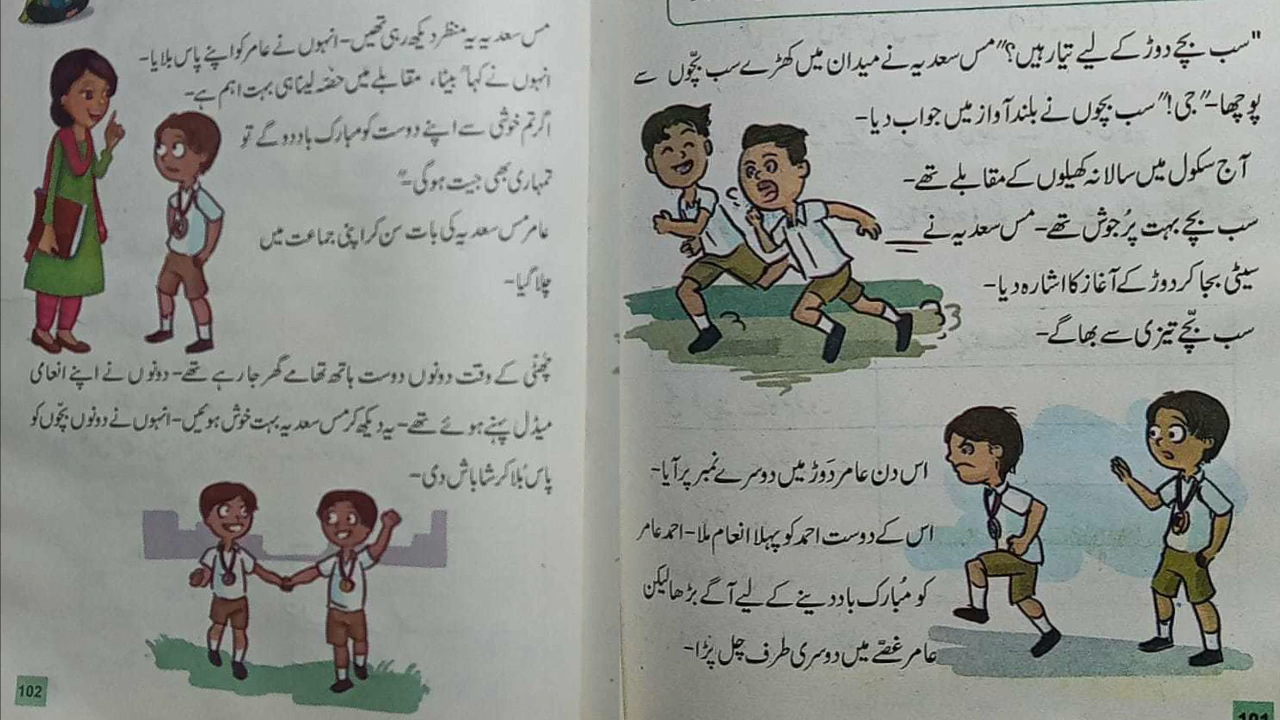 "سب بچے دوڑ کے لیے تیار ہیں؟" مس سعدیہ نے میدان میں کھڑے سب بچّوں سے
پوچھا۔ "جی!" سب بچوں نے بلند آواز میں جواب دیا۔
آج سکول میں سالانہ کھیلوں کے مقابلے تھے۔
سب بچے بہت پُرجوش تھے۔ مس سعدیہ نے
سیٹی بجا کر دوڑ کے آغاز کا اشارہ دیا۔
سب بچّے تیزی سے بھاگے۔
اس دن عامر دَوڑ میں دوسرے نمبر پر آیا۔
اس کے دوست احمد کو پہلا انعام ملا۔ احمد عامر
کو مُبارک باد دینے کے لیے آگے بڑھا لیکن
عامر غصّے میں دوسری طرف چل پڑا۔
101
مس سعدیہ یہ منظر دیکھ رہی تھیں۔ انہوں نے عامر کو اپنے پاس بلایا۔
انہوں نے کہا "بیٹا، مقابلے میں حصّہ لینا ہی بہت اہم ہے۔
اگر تم خوشی سے اپنے دوست کو مبارک باد دو گے تو
تمہاری بھی جیت ہو گی۔"
عامر مس سعدیہ کی بات سن کر اپنی جماعت میں
چلا گیا۔
چُھٹّی کے وقت دونوں دوست ہاتھ تھامے گھر جا رہے تھے۔ دونوں نے اپنے انعامی
میڈل پہنے ہوئے تھے۔ یہ دیکھ کر مس سعدیہ بہت خوش ہوئیں۔ انہوں نے دونوں بچّوں کو
پاس بُلا کر شاباش دی۔
102